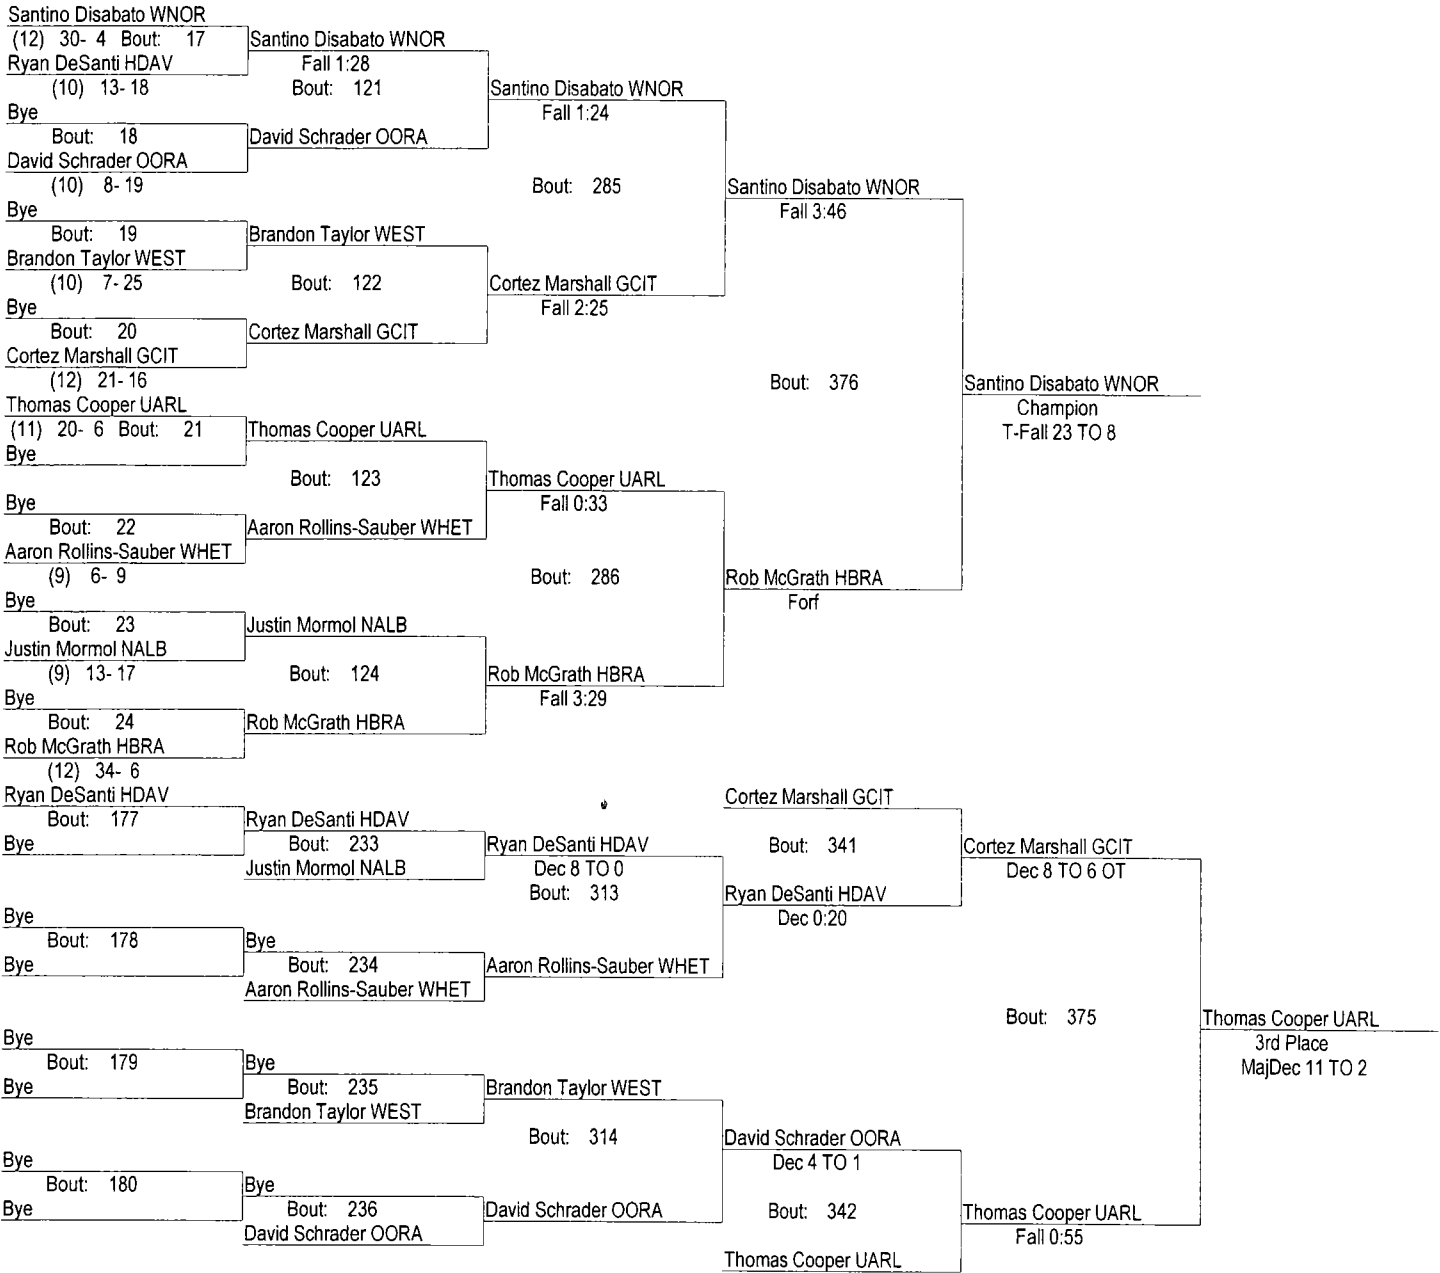 Santino Disabato WNOR
(12) 30- 4 Bout: 17
Ryan DeSanti HDAV
(10) 13- 18
Bye
Bout: 18
David Schrader OORA
(10) 8- 19
Bye
Bout: 19
Brandon Taylor WEST
(10) 7- 25
Bye
Bout: 20
Cortez Marshall GCIT
(12) 21- 16
Thomas Cooper UARL
(11) 20- 6 Bout: 21
Bye
Bye
Bout: 22
Aaron Rollins-Sauber WHET
(9) 6- 9
Bye
Bout: 23
Justin Mormol NALB
(9) 13- 17
Bye
Bout: 24
Rob McGrath HBRA
(12) 34- 6
Santino Disabato WNOR
Fall 1:28
Bout: 121
David Schrader OORA
Brandon Taylor WEST
Bout: 122
Cortez Marshall GCIT
Thomas Cooper UARL
Bout: 123
Aaron Rollins-Sauber WHET
Justin Mormol NALB
Bout: 124
Rob McGrath HBRA
Santino Disabato WNOR
Fall 1:24
Bout: 285
Cortez Marshall GCIT
Fall 2:25
Thomas Cooper UARL
Fall 0:33
Bout: 286
Rob McGrath HBRA
Fall 3:29
Santino Disabato WNOR
Fall 3:46
Bout: 376
Rob McGrath HBRA
Forf
Santino Disabato WNOR
Champion
T-Fall 23 TO 8
Ryan DeSanti HDAV
Bout: 177
Bye
Bye
Bout: 178
Bye
Bye
Bout: 179
Bye
Bye
Bout: 180
Bye
Ryan DeSanti HDAV
Bout: 233
Justin Mormol NALB
Bye
Bout: 234
Aaron Rollins-Sauber WHET
Bye
Bout: 235
Brandon Taylor WEST
Bye
Bout: 236
David Schrader OORA
Ryan DeSanti HDAV
Dec 8 TO 0
Bout: 313
Aaron Rollins-Sauber WHET
Brandon Taylor WEST
Bout: 314
David Schrader OORA
Cortez Marshall GCIT
Bout: 341
Ryan DeSanti HDAV
Dec 0:20
David Schrader OORA
Dec 4 TO 1
Bout: 342
Thomas Cooper UARL
Cortez Marshall GCIT
Dec 8 TO 6 OT
Bout: 375
Thomas Cooper UARL
Fall 0:55
Thomas Cooper UARL
3rd Place
MajDec 11 TO 2